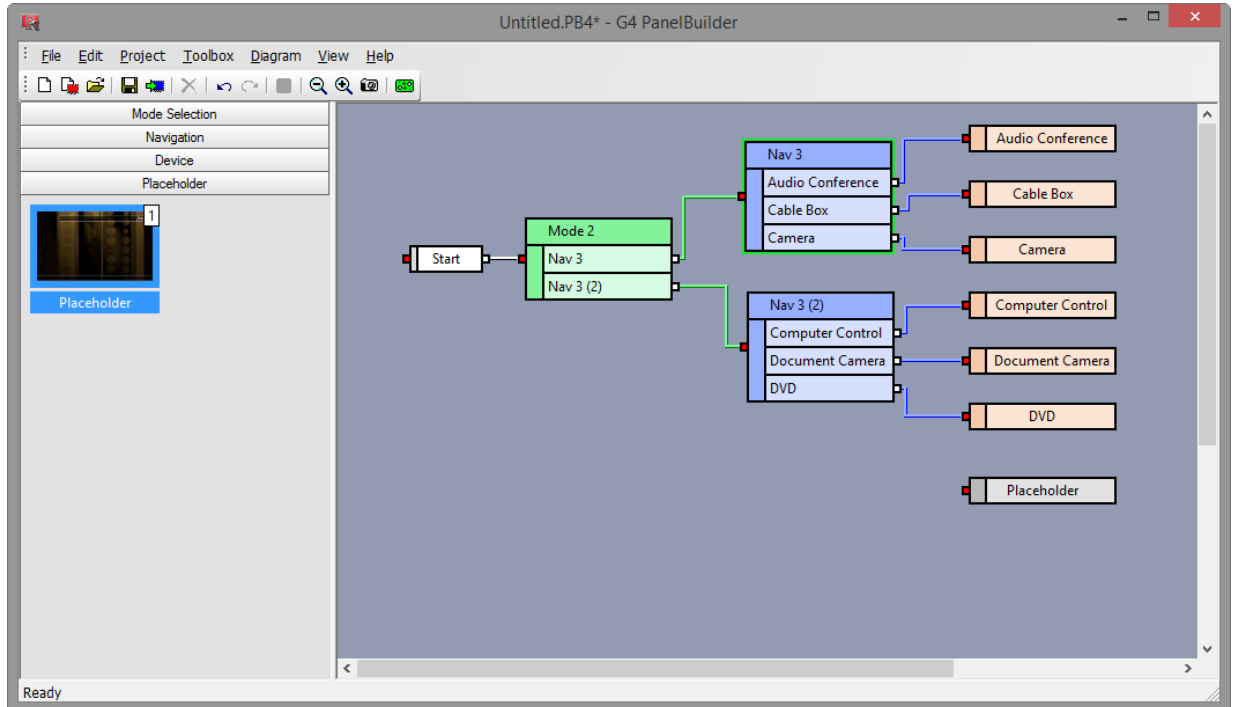 Untitled.PB4* - G4 PanelBuilder
File Edit Project Toolbox Diagram View Help
Mode Selection
Navigation
Device
Placeholder
1
Placeholder
Start
Mode 2
Nav 3
Nav 3 (2)
Nav 3
Audio Conference
Cable Box
Camera
Nav 3 (2)
Computer Control
Document Camera
DVD
Audio Conference
Cable Box
Camera
Computer Control
Document Camera
DVD
Placeholder
Ready